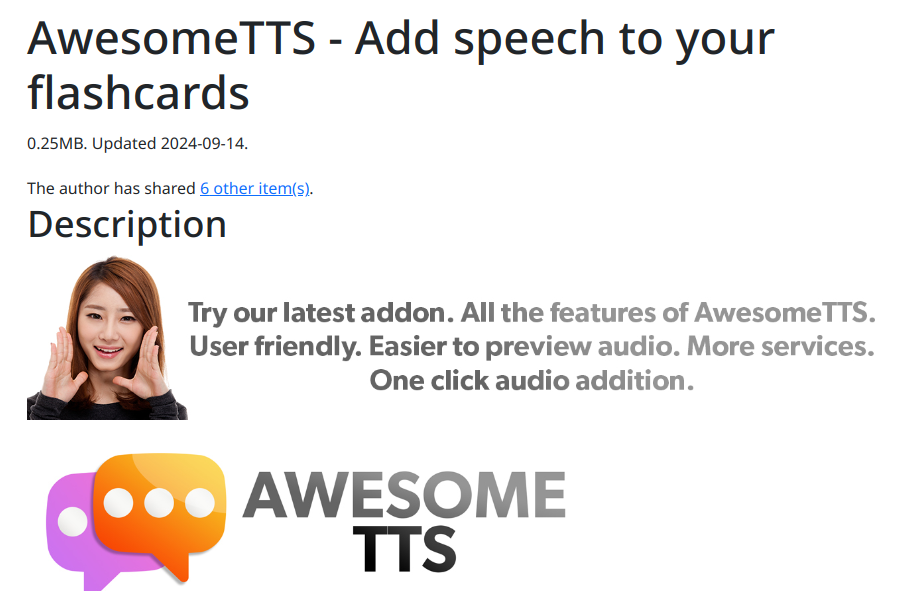 AwesomeTTS - Add speech to your
flashcards
0.25MB. Updated 2024-09-14.
The author has shared 6 other item(s).
Description
Try our latest addon. All the features of AwesomeTTS.
User friendly. Easier to preview audio. More services.
One click audio addition.
AWESOME
TTS